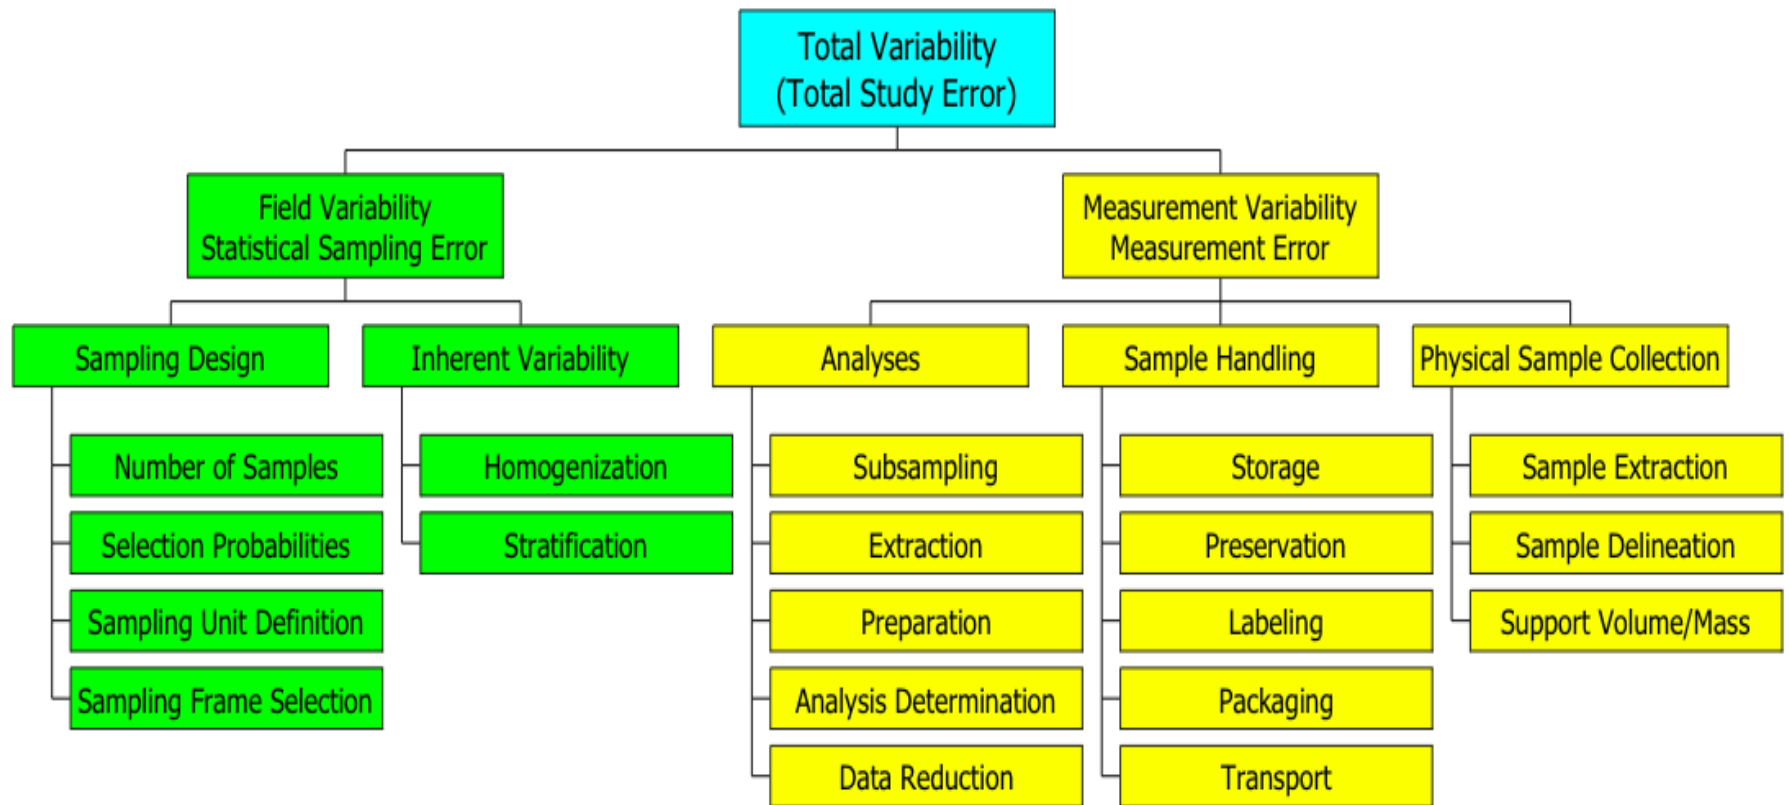 Total Variability
(Total Study Error)
Field Variability
Statistical Sampling Error
Measurement Variability
Measurement Error
Sampling Design
Inherent Variability
Analyses
Sample Handling
Physical Sample Collection
Number of Samples
Selection Probabilities
Sampling Unit Definition
Sampling Frame Selection
Homogenization
Stratification
Subsampling
Extraction
Preparation
Analysis Determination
Data Reduction
Storage
Preservation
Labeling
Packaging
Transport
Sample Extraction
Sample Delineation
Support Volume/Mass